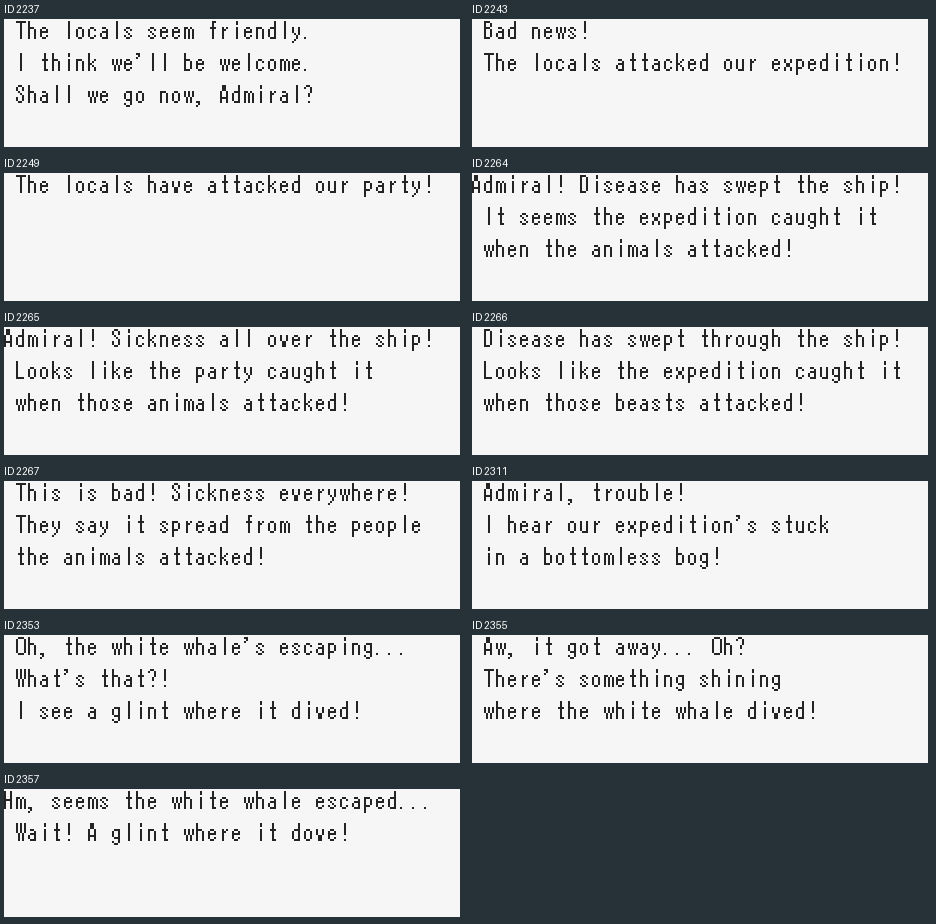 ID2237
The locals seem friendly.
I think we'll be welcome.
Shall we go now, Admiral?
ID2243
Bad news!
The locals attacked our expedition!
ID2249
The locals have attacked our party!
ID2264
Admiral! Disease has swept the ship!
It seems the expedition caught it
when the animals attacked!
ID2265
Admiral! Sickness all over the ship!
Looks like the party caught it
when those animals attacked!
ID2266
Disease has swept through the ship!
Looks like the expedition caught it
when those beasts attacked!
ID2267
This is bad! Sickness everywhere!
They say it spread from the people
the animals attacked!
ID2311
Admiral, trouble!
I hear our expedition's stuck
in a bottomless bog!
ID2353
Oh, the white whale's escaping...
What's that?!
I see a glint where it dived!
ID2355
Aw, it got away... Oh?
There's something shining
where the white whale dived!
ID2357
Hm, seems the white whale escaped...
Wait! A glint where it dove!